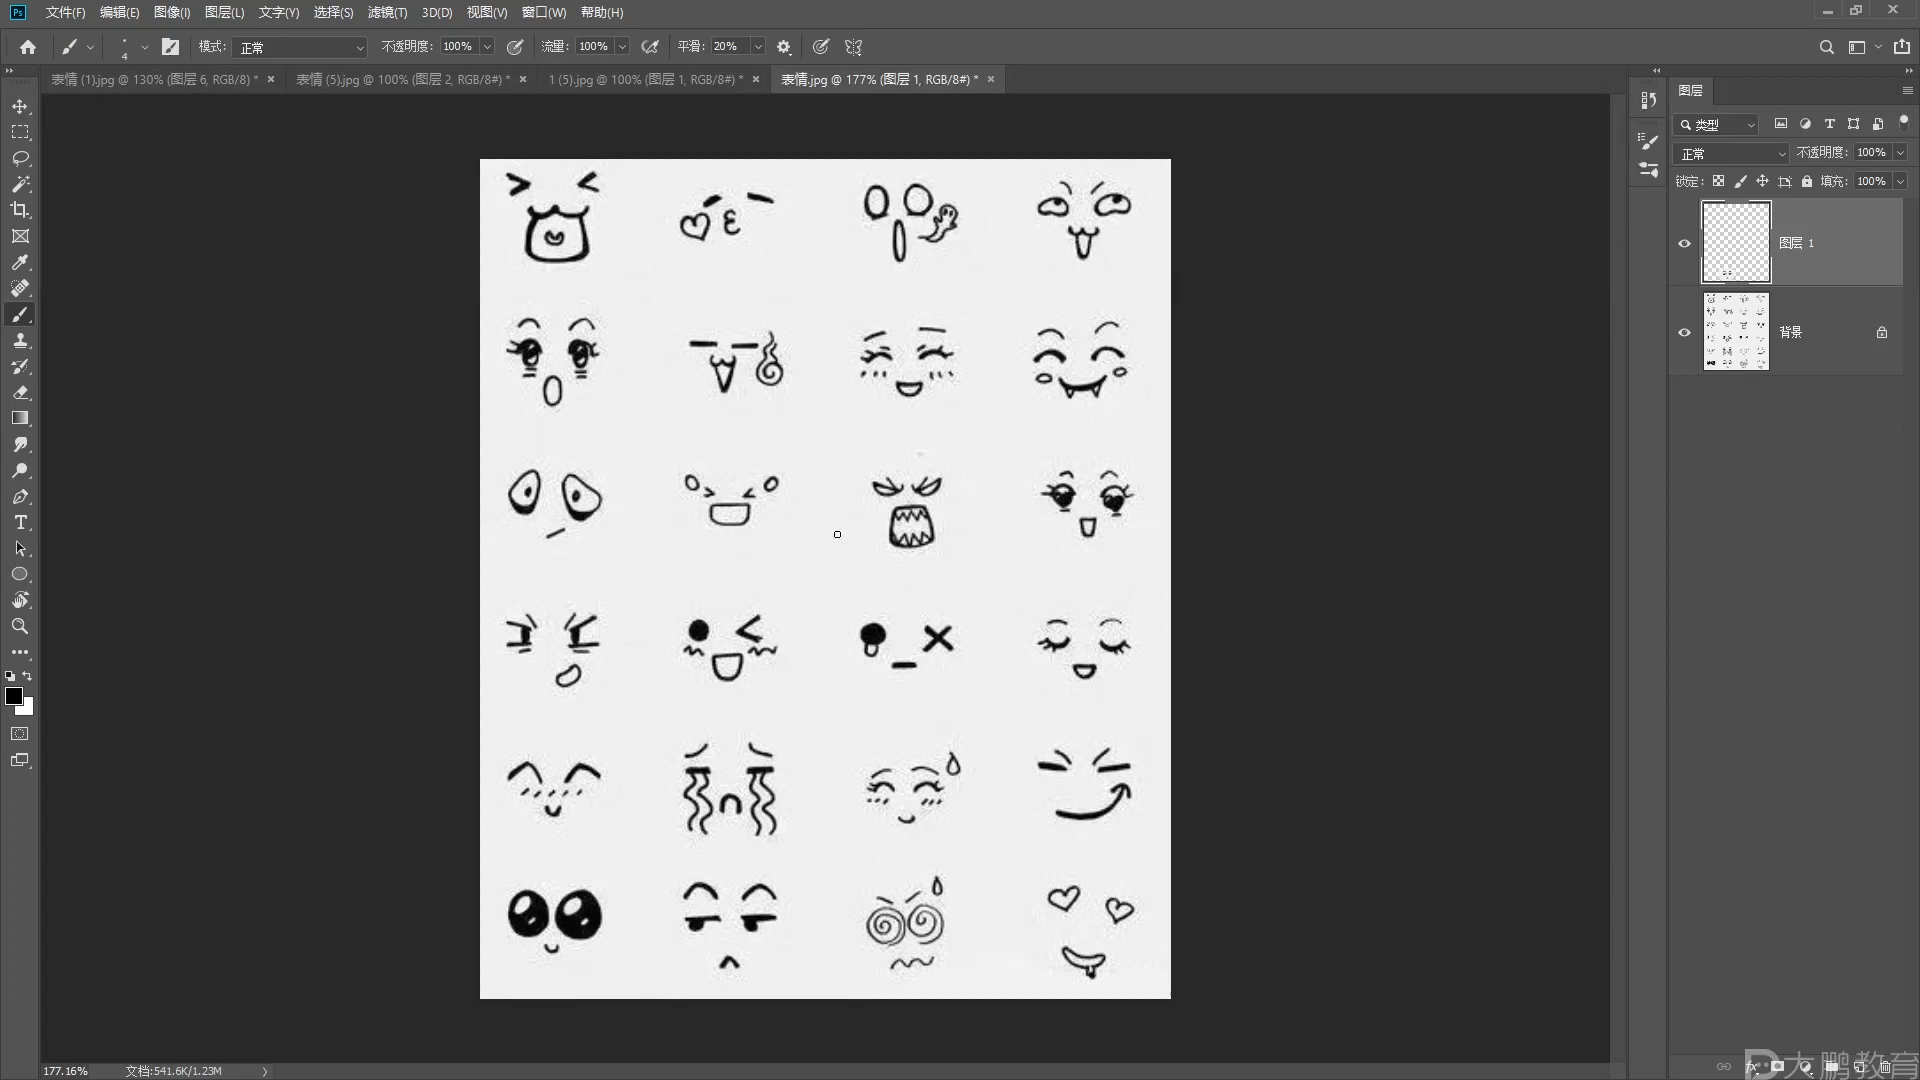 Ps 文件(F) 编辑(E) 图像(I) 图层(L) 文字(Y) 选择(S) 滤镜(T) 3D(D) 视图(V) 窗口(W) 帮助(H)
4 模式: 正常 不透明度: 100% 流量: 100% 平滑: 20%
表情 (1).jpg @ 130% (图层 6, RGB/8) * × 表情 (5).jpg @ 100% (图层 2, RGB/8#) * × 1 (5).jpg @ 100% (图层 1, RGB/8#) * × 表情.jpg @ 177% (图层 1, RGB/8#) * ×
图层
类型
正常 不透明度: 100%
锁定: 填充: 100%
图层 1
背景
177.16% 文档:541.6K/1.23M
大鹏教育